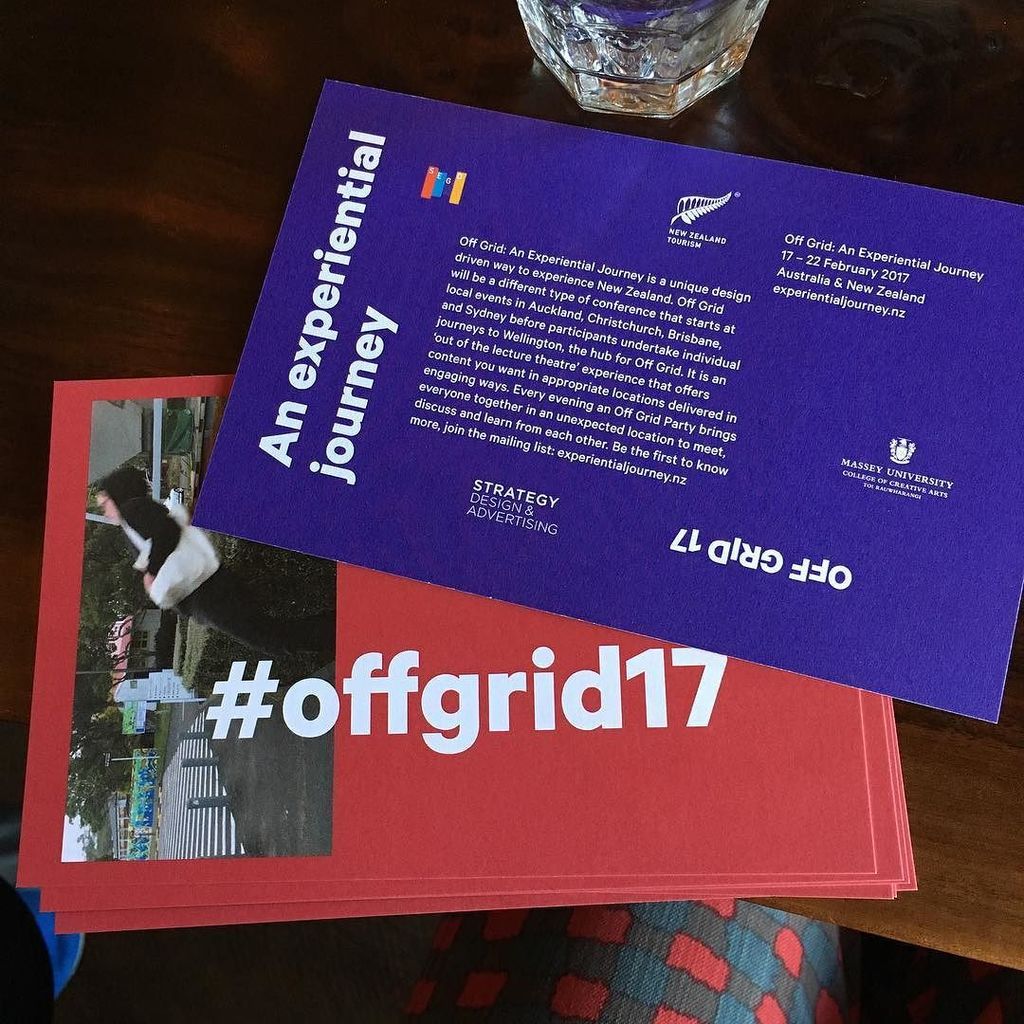 An experiential
journey
SEGD
NEW ZEALAND
TOURISM
Off Grid: An Experiential Journey is a unique design
driven way to experience New Zealand. Off Grid
will be a different type of conference that starts at
local events in Auckland, Christchurch, Brisbane,
and Sydney before participants undertake individual
journeys to Wellington, the hub for Off Grid. It is an
‘out of the lecture theatre’ experience that offers
content you want in appropriate locations delivered in
engaging ways. Every evening an Off Grid Party brings
everyone together in an unexpected location to meet,
discuss and learn from each other. Be the first to know
more, join the mailing list: experientialjourney.nz
Off Grid: An Experiential Journey
17 – 22 February 2017
Australia & New Zealand
experientialjourney.nz
STRATEGY
DESIGN &
ADVERTISING
MASSEY UNIVERSITY
COLLEGE OF CREATIVE ARTS
TOI RAUWHARANGI
OFF GRID 17
#offgrid17